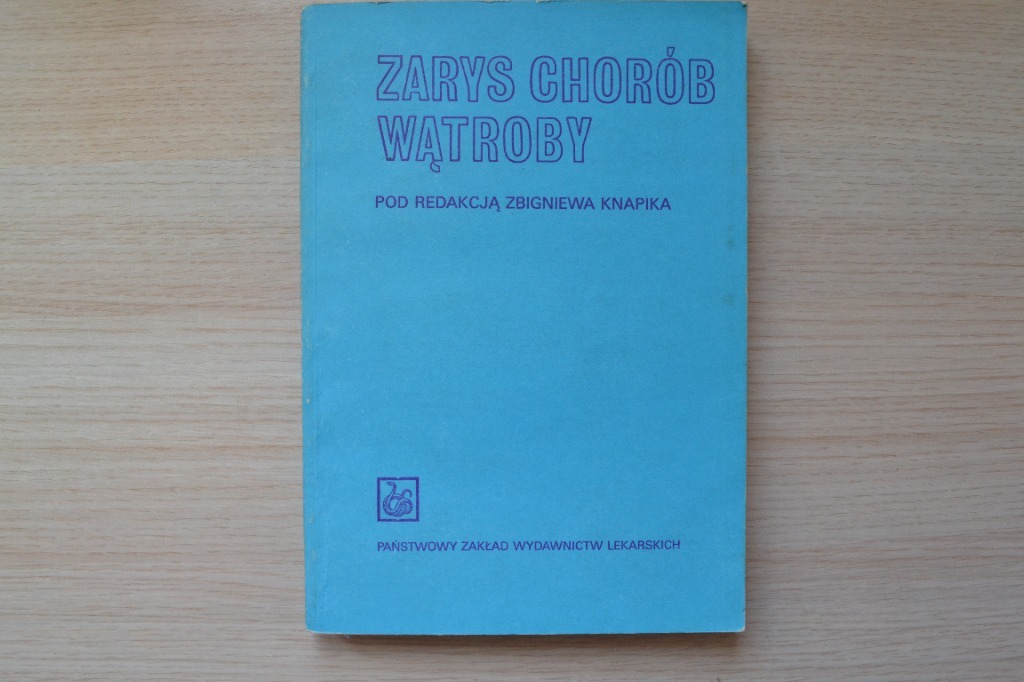 ZARYS CHORÓB
WĄTROBY
POD REDAKCJĄ ZBIGNIEWA KNAPIKA
PAŃSTWOWY ZAKŁAD WYDAWNICTW LEKARSKICH